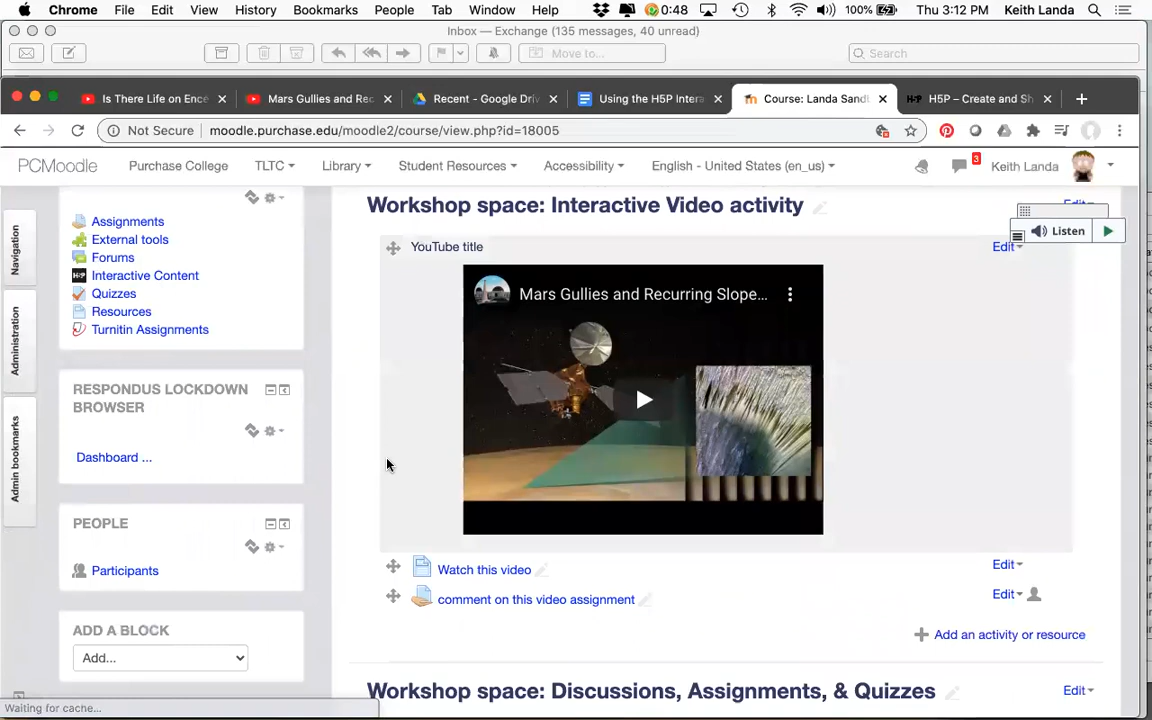 Chrome File Edit View History Bookmarks People Tab Window Help 0:48 100% Thu 3:12 PM Keith Landa
Inbox — Exchange (135 messages, 40 unread)
Move to...
Search
Is There Life on Ence
Mars Gullies and Rec
Recent - Google Driv
Using the H5P Intera
Course: Landa Sandl
H5P – Create and Sh
Not Secure moodle.purchase.edu/moodle2/course/view.php?id=18005
PCMoodle Purchase College TLTC Library Student Resources Accessibility English - United States (en_us) 3 Keith Landa
Navigation
Administration
Admin bookmarks
Assignments
External tools
Forums
H5P Interactive Content
Quizzes
Resources
Turnitin Assignments
RESPONDUS LOCKDOWN
BROWSER
Dashboard ...
PEOPLE
Participants
ADD A BLOCK
Add...
Waiting for cache...
Workshop space: Interactive Video activity
Edit
Listen
YouTube title
Edit
Mars Gullies and Recurring Slope...
Watch this video
Edit
comment on this video assignment
Edit
Add an activity or resource
Workshop space: Discussions, Assignments, & Quizzes
Edit